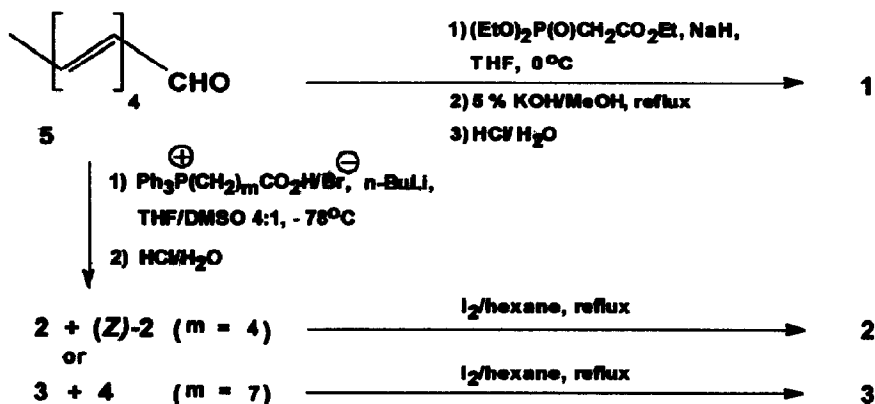 1) (EtO)2P(O)CH2CO2Et, NaH,
THF, 0°C
2) 5 % KOH/MeOH, reflux
3) HCl/H2O
1
4 CHO
5
1) Ph3P(CH2)mCO2H/Br, n-BuLi,
⊕ ⊖
THF/DMSO 4:1, - 78°C
2) HCl/H2O
2 + (Z)-2 (m = 4) I2/hexane, reflux 2
or
3 + 4 (m = 7) I2/hexane, reflux 3